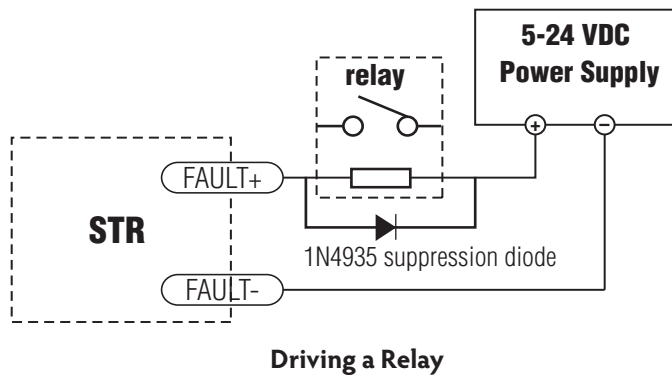 5-24 VDC
Power Supply
relay
+
−
FAULT+
STR
1N4935 suppression diode
FAULT-
Driving a Relay